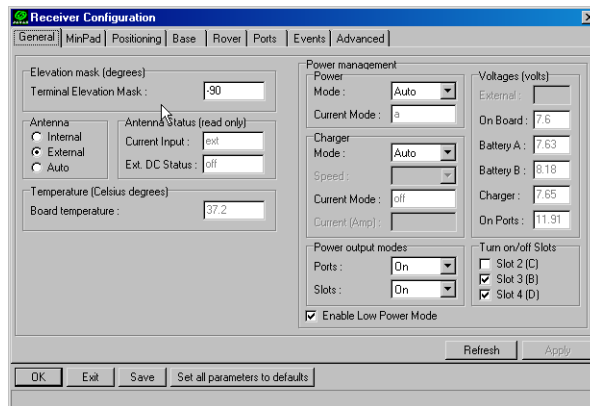 Receiver Configuration
General MinPad Positioning Base Rover Ports Events Advanced
Elevation mask (degrees)
Terminal Elevation Mask : -90
Antenna
Internal
External
Auto
Antenna Status (read only)
Current Input : ext
Ext. DC Status : off
Temperature (Celsius degrees)
Board temperature : 37.2
Power management
Power
Mode : Auto
Current Mode : a
Charger
Mode : Auto
Speed :
Current Mode : off
Current (Amp) :
Power output modes
Ports : On
Slots : On
Enable Low Power Mode
Voltages (volts)
External :
On Board : 7.6
Battery A : 7.63
Battery B : 8.18
Charger : 7.65
On Ports : 11.91
Turn on/off Slots
Slot 2 (C)
Slot 3 (B)
Slot 4 (D)
Refresh Apply
OK Exit Save Set all parameters to defaults